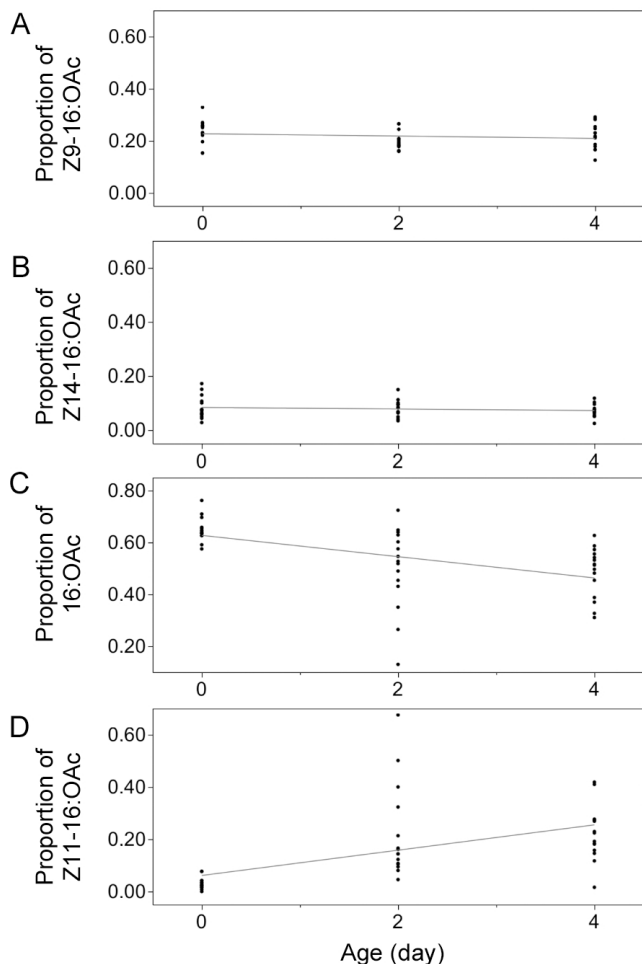 A
Proportion of
Z9-16:OAc
0.60
0.40
0.20
0.00
0 2 4
B
Proportion of
Z14-16:OAc
0.60
0.40
0.20
0.00
0 2 4
C
Proportion of
16:OAc
0.80
0.60
0.40
0.20
0 2 4
D
Proportion of
Z11-16:OAc
0.60
0.40
0.20
0.00
0 2 4
Age (day)